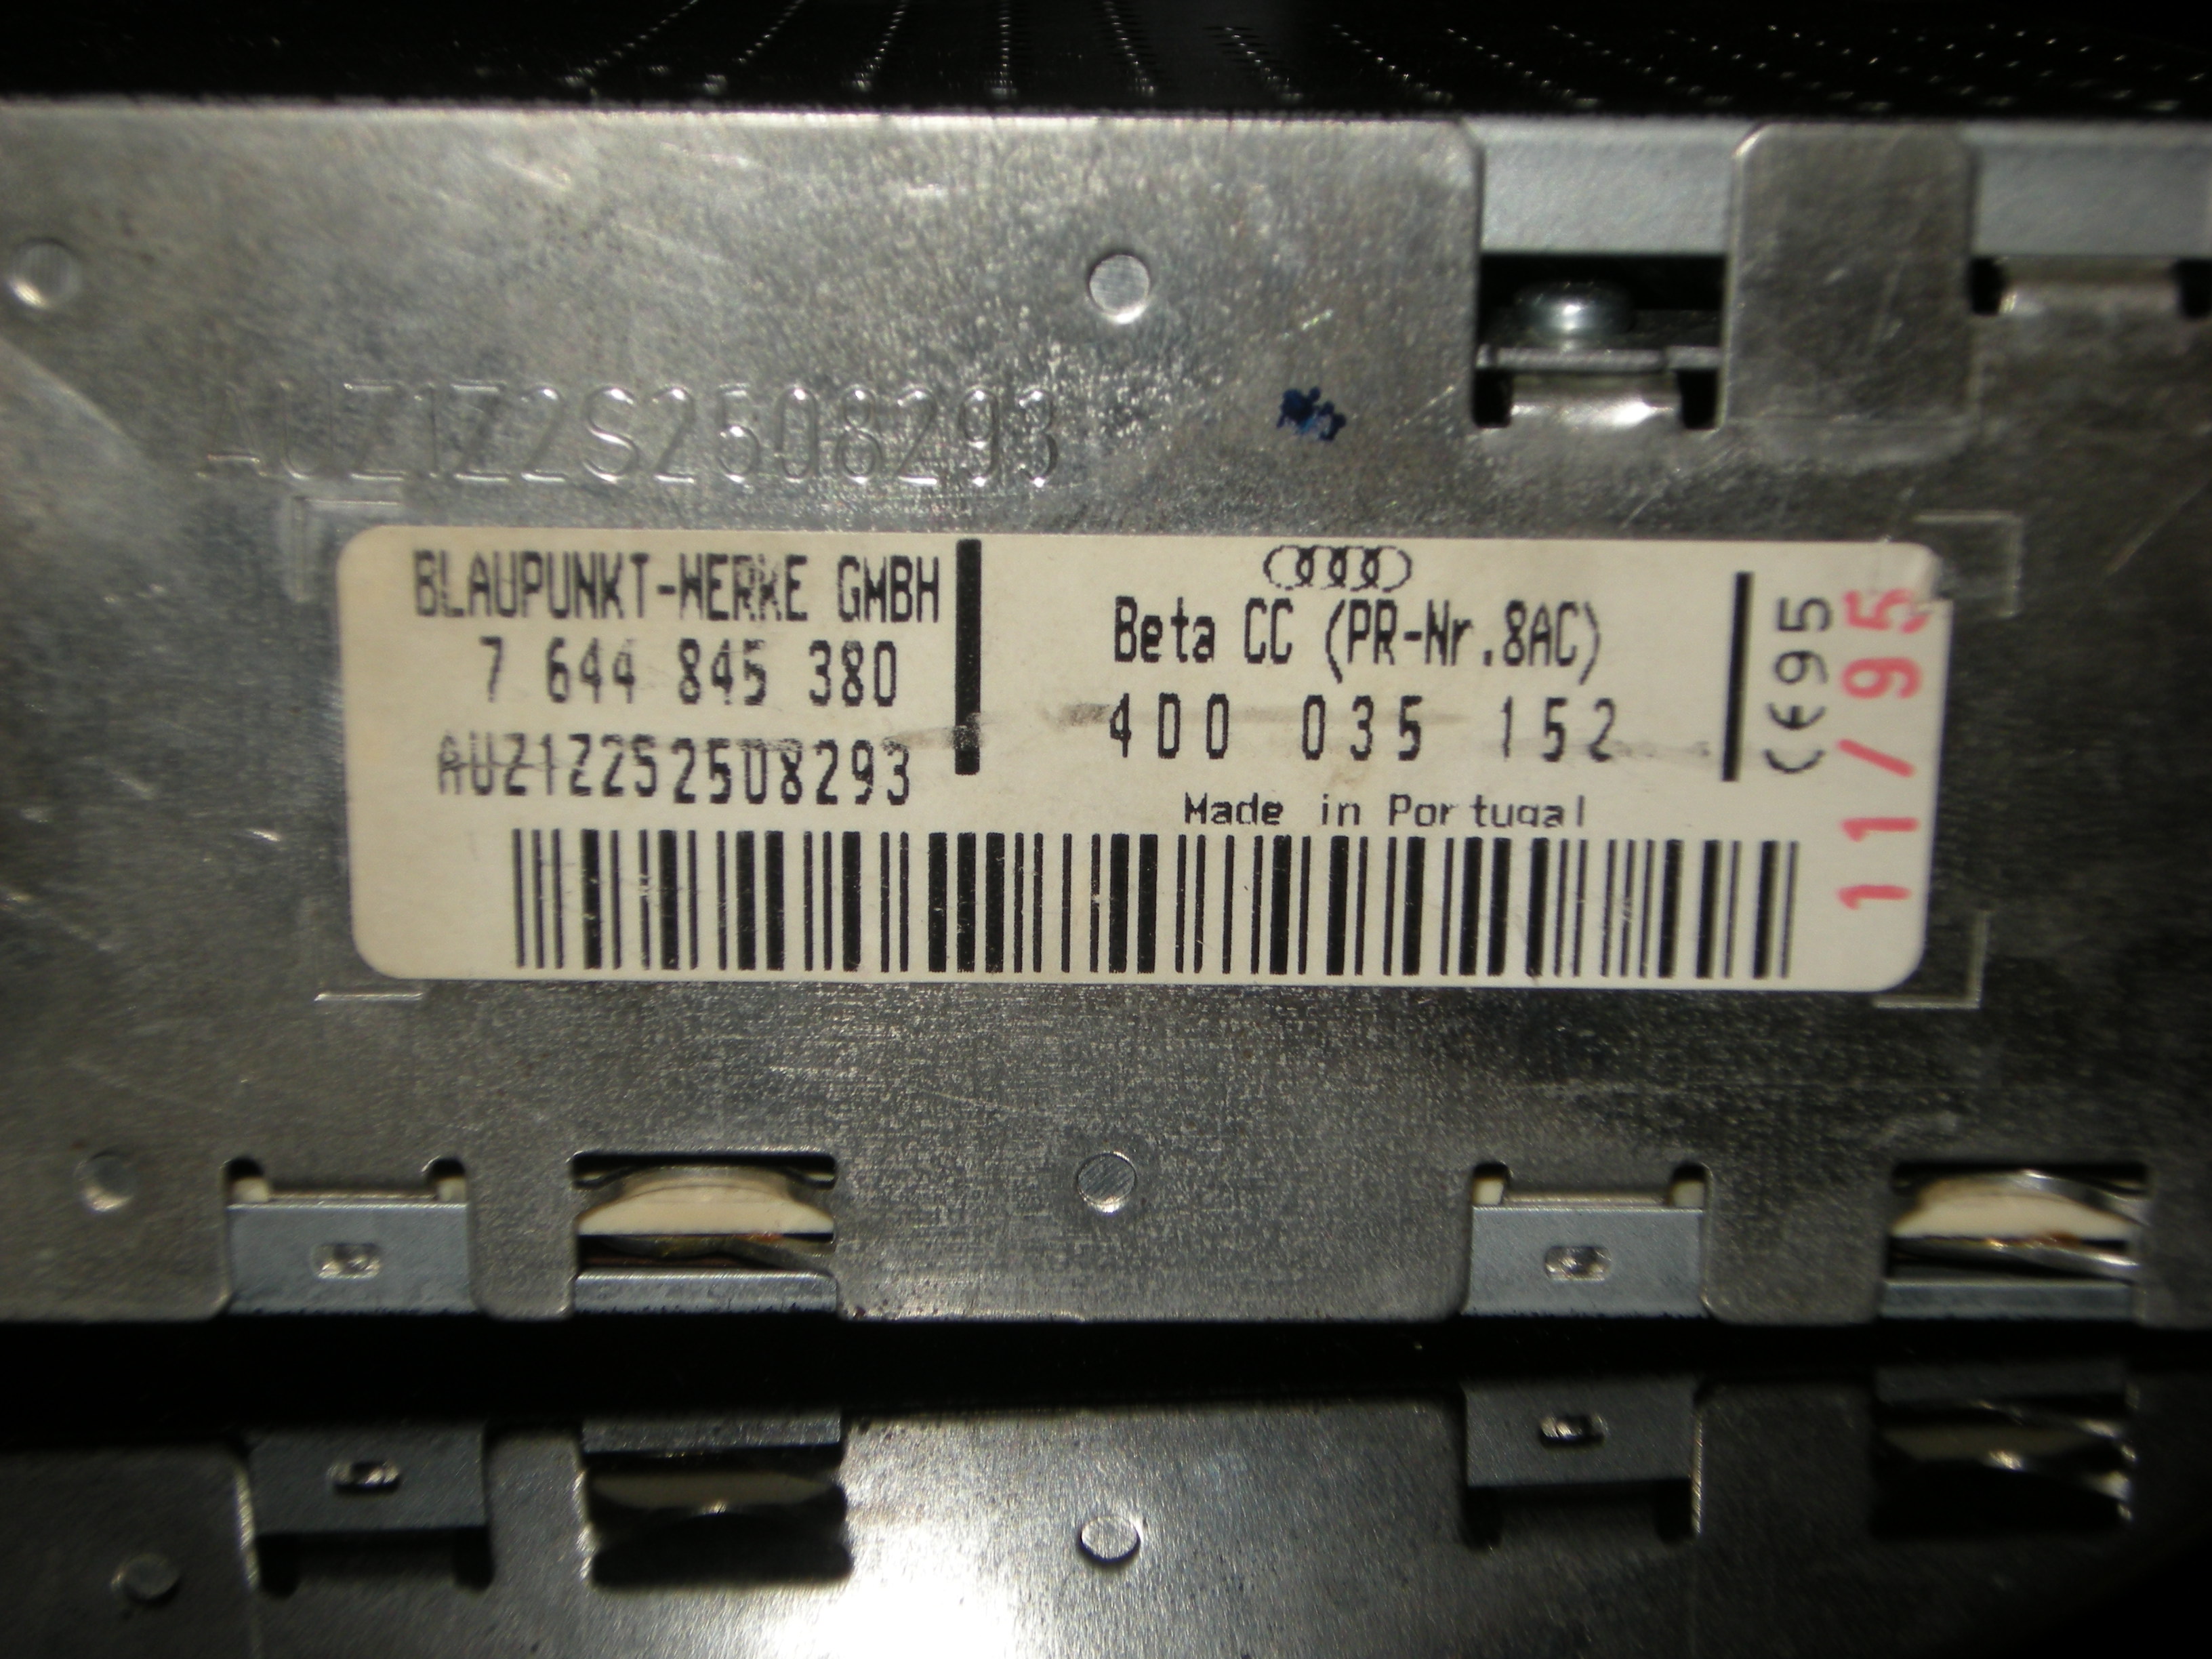 AUZ1Z2S2508293
BLAUPUNKT-WERKE GMBH
7 644 845 380
AUZ1Z2S2508293
Beta CC (PR-Nr.8AC)
4D0 035 152
Made in Portugal
CE95
11/95